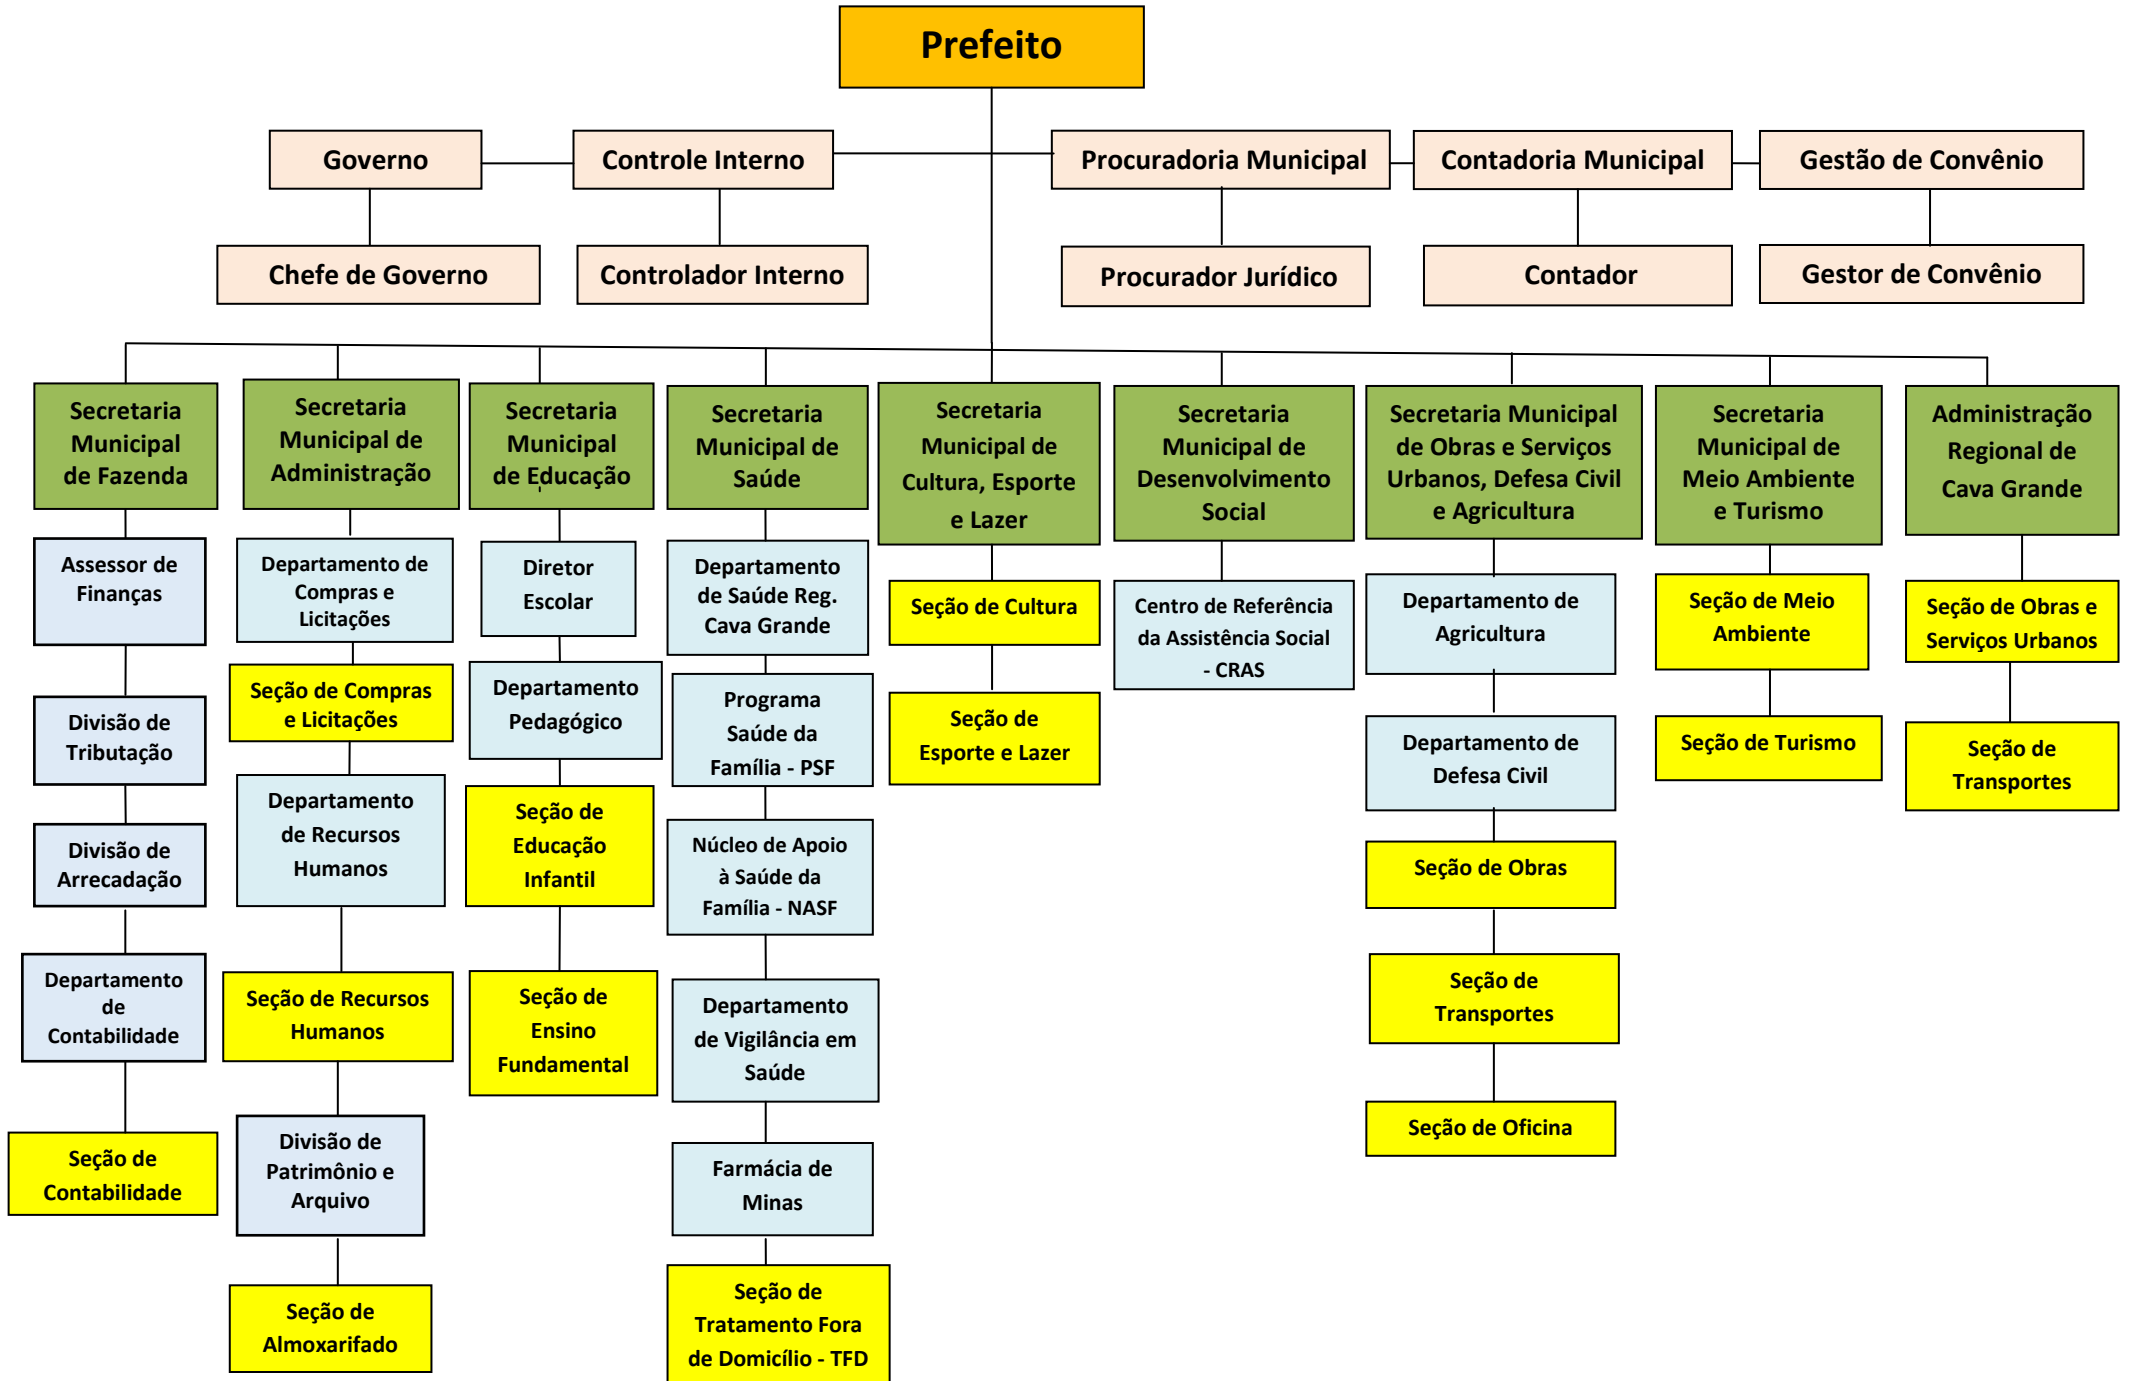 Prefeito
Governo
Controle Interno
Procuradoria Municipal
Contadoria Municipal
Gestão de Convênio
Chefe de Governo
Controlador Interno
Procurador Jurídico
Contador
Gestor de Convênio
Secretaria
Municipal
de Fazenda
Assessor de
Finanças
Divisão de
Tributação
Divisão de
Arrecadação
Departamento
de
Contabilidade
Seção de
Contabilidade
Secretaria
Municipal de
Administração
Departamento de
Compras e
Licitações
Seção de Compras
e Licitações
Departamento
de Recursos
Humanos
Seção de Recursos
Humanos
Divisão de
Patrimônio e
Arquivo
Seção de
Almoxarifado
Secretaria
Municipal
de Educação
Diretor
Escolar
Departamento
Pedagógico
Seção de
Educação
Infantil
Seção de
Ensino
Fundamental
Secretaria
Municipal de
Saúde
Departamento
de Saúde Reg.
Cava Grande
Programa
Saúde da
Família - PSF
Núcleo de Apoio
à Saúde da
Família - NASF
Departamento
de Vigilância em
Saúde
Farmácia de
Minas
Seção de
Tratamento Fora
de Domicílio - TFD
Secretaria
Municipal de
Cultura, Esporte
e Lazer
Seção de Cultura
Seção de
Esporte e Lazer
Secretaria
Municipal de
Desenvolvimento
Social
Centro de Referência
da Assistência Social
- CRAS
Secretaria Municipal
de Obras e Serviços
Urbanos, Defesa Civil
e Agricultura
Departamento de
Agricultura
Departamento de
Defesa Civil
Seção de Obras
Seção de
Transportes
Seção de Oficina
Secretaria
Municipal de
Meio Ambiente
e Turismo
Seção de Meio
Ambiente
Seção de Turismo
Administração
Regional de
Cava Grande
Seção de Obras e
Serviços Urbanos
Seção de
Transportes